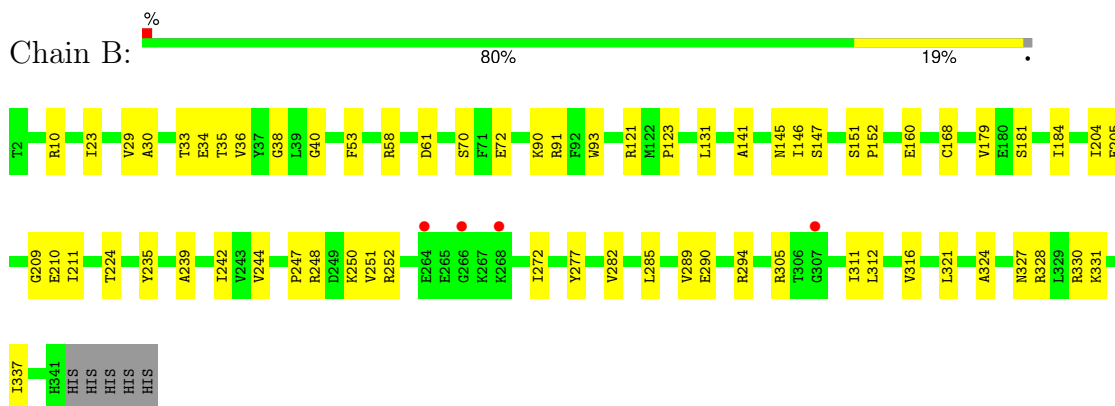 %
Chain B:
80% 19% •
T2 R10 I23 V29 A30 T33 E34 T35 V36 Y37 G38 L39 G40 F53 R58 D61 S70 F71 E72 K90 R91 F92 W93 R121 M122 P123 L131 A141 N145 I146 S147 S151 P152 E160 C168 V179 E180 S181 I184 I204 E205
G209 E210 I211 T224 Y235 A239 I242 V243 V244 P247 R248 D249 K250 V251 R252 E264 E265 G266 K267 K268 I272 Y277 V282 L285 V289 E290 R294 R305 T306 G307 I311 L312 V316 L321 A324 N327 R328 L329 R330 K331
I337 H341 HIS HIS HIS HIS HIS